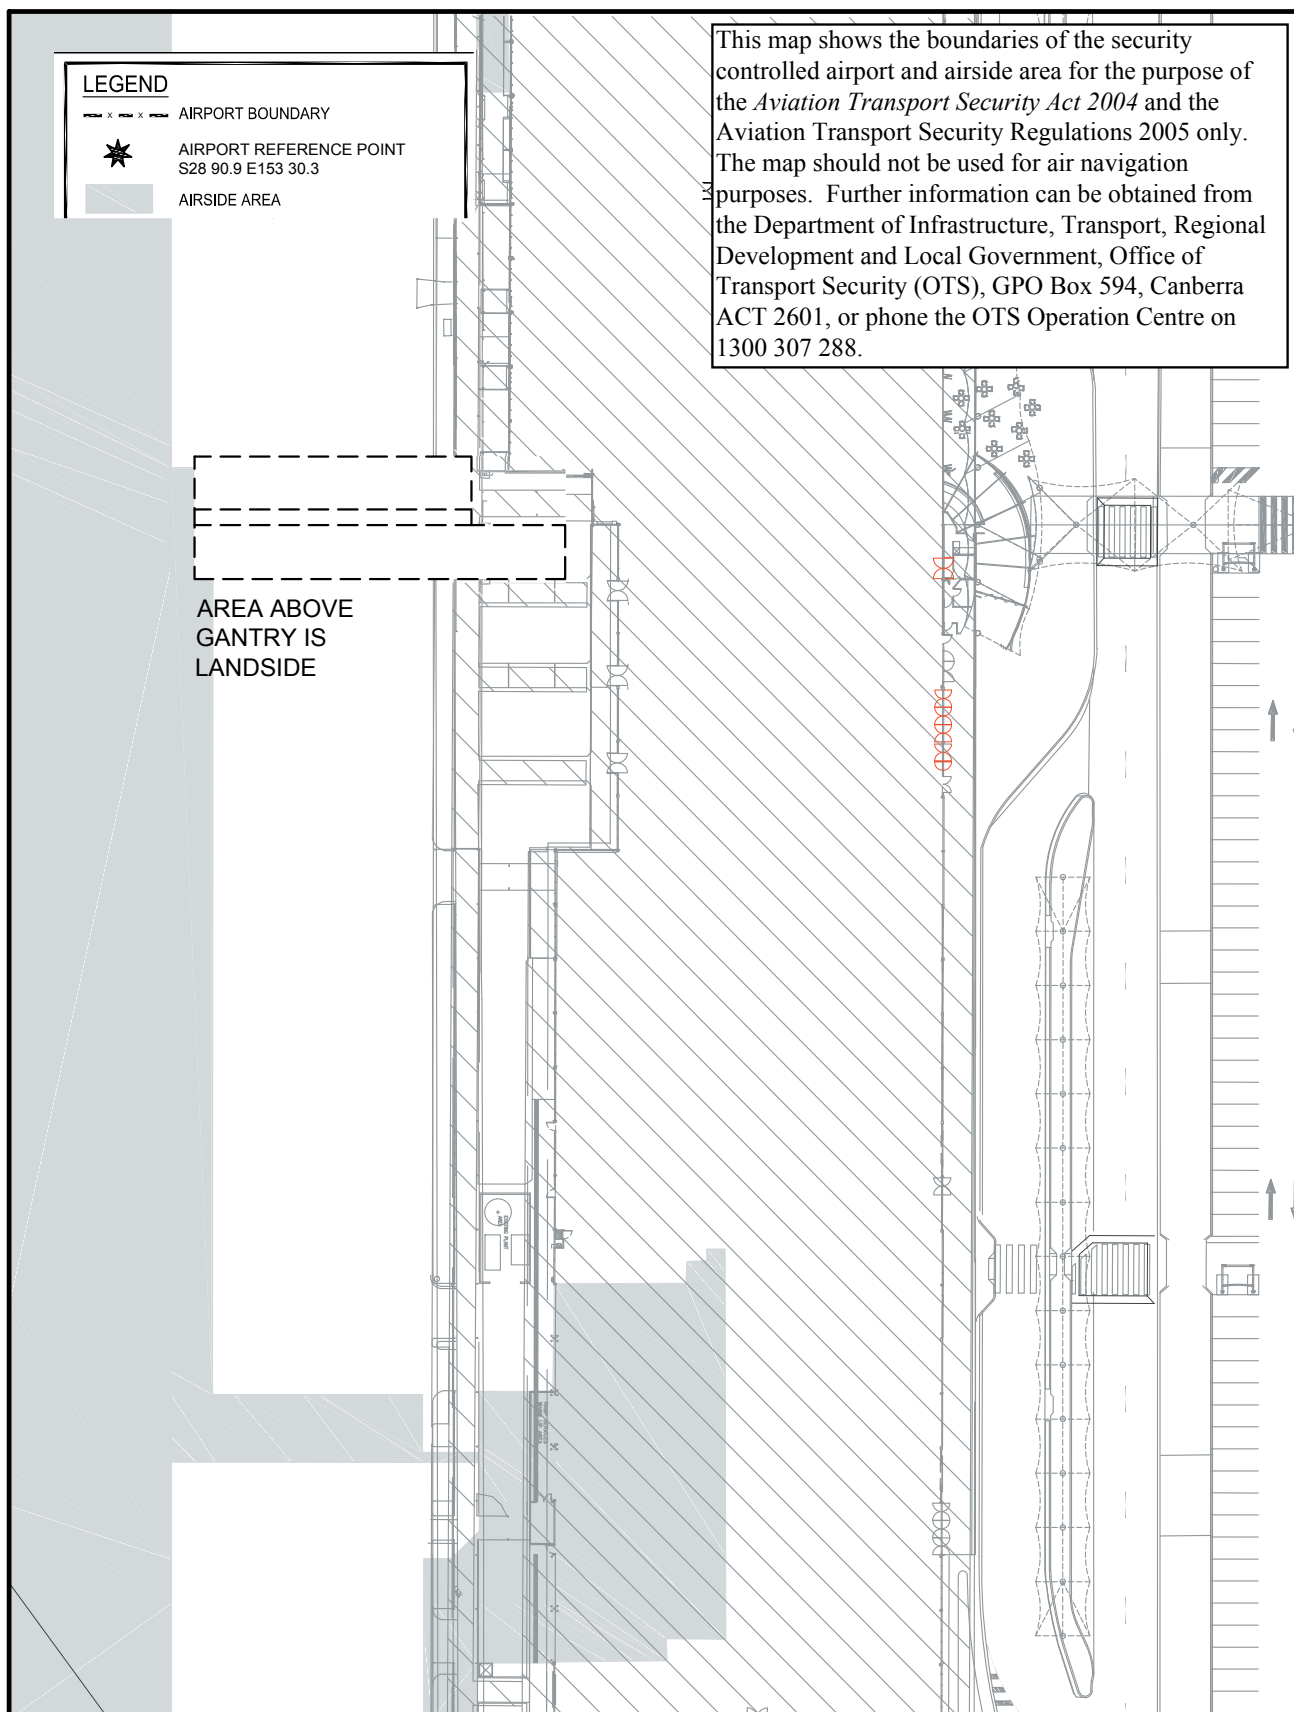 LEGEND
AIRPORT BOUNDARY
AIRPORT REFERENCE POINT
S28 90.9 E153 30.3
AIRSIDE AREA
This map shows the boundaries of the security
controlled airport and airside area for the purpose of
the Aviation Transport Security Act 2004 and the
Aviation Transport Security Regulations 2005 only.
The map should not be used for air navigation
purposes. Further information can be obtained from
the Department of Infrastructure, Transport, Regional
Development and Local Government, Office of
Transport Security (OTS), GPO Box 594, Canberra
ACT 2601, or phone the OTS Operation Centre on
1300 307 288.
AREA ABOVE
GANTRY IS
LANDSIDE